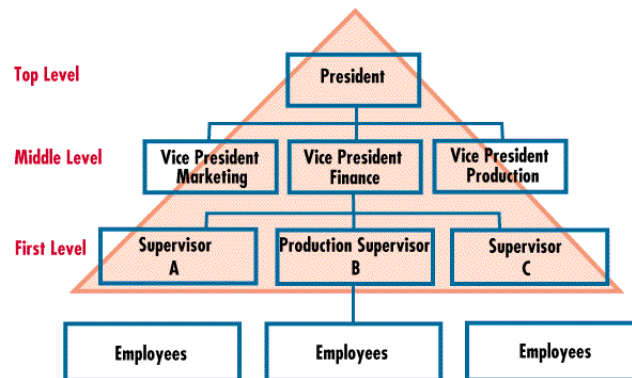 Top Level
President
Middle Level
Vice President
Marketing
Vice President
Finance
Vice President
Production
First Level
Supervisor
A
Production Supervisor
B
Supervisor
C
Employees
Employees
Employees